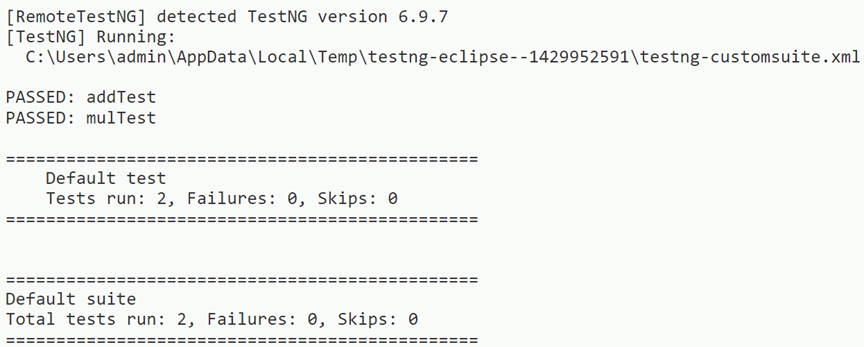 [RemoteTestNG] detected TestNG version 6.9.7
[TestNG] Running:
  C:\Users\admin\AppData\Local\Temp\testng-eclipse--1429952591\testng-customsuite.xml

PASSED: addTest
PASSED: mulTest

===============================================
    Default test
    Tests run: 2, Failures: 0, Skips: 0
===============================================


===============================================
Default suite
Total tests run: 2, Failures: 0, Skips: 0
===============================================